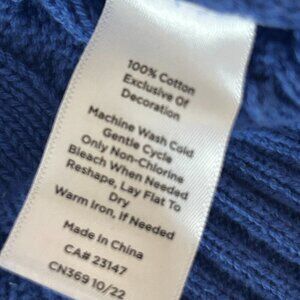 100% Cotton
Exclusive Of
Decoration
Machine Wash Cold
Gentle Cycle
Only Non-Chlorine
Bleach When Needed
Reshape, Lay Flat To
Dry
Warm Iron, If Needed
Made In China
CA# 23147
CN369 10/22